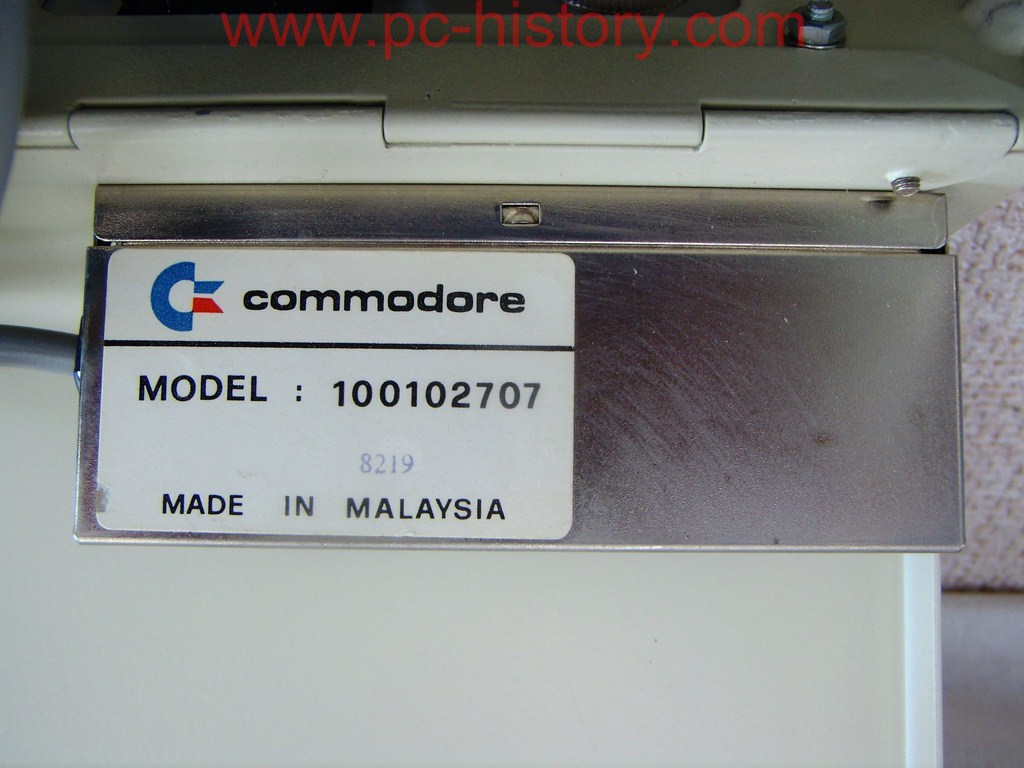 www.pc-history.com
commodore
MODEL : 100102707
8219
MADE IN MALAYSIA